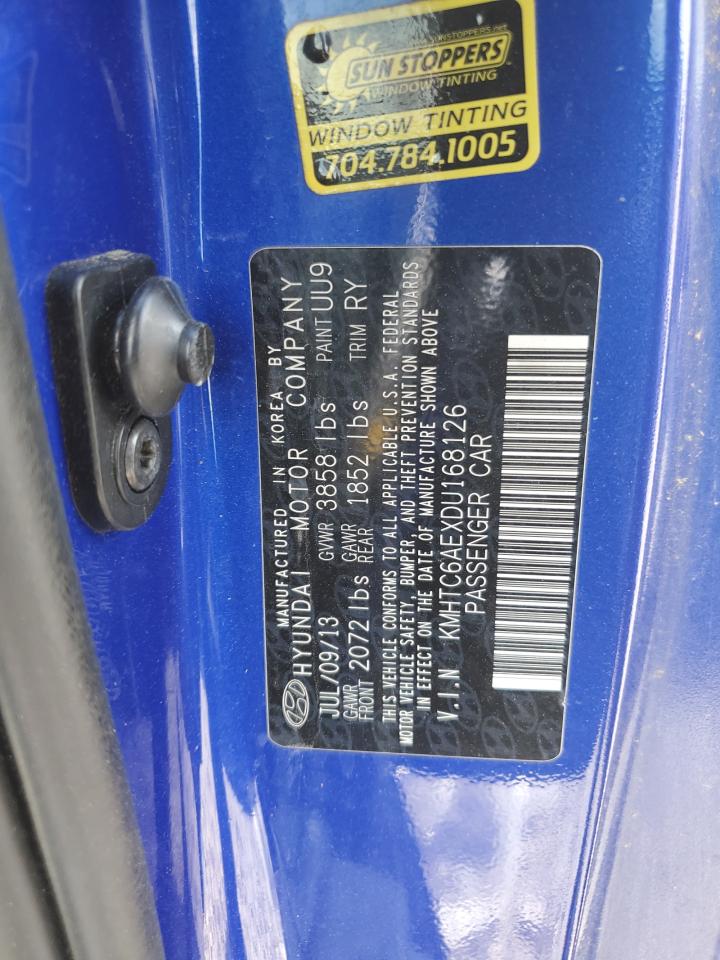 SUNSTOPPERS.net
SUN STOPPERS
WINDOW TINTING
WINDOW TINTING
704.784.1005
MANUFACTURED IN KOREA BY
HYUNDAI MOTOR COMPANY
JUL/09/13 GVWR 3858 lbs PAINT UU9
GAWR FRONT 2072 lbs GAWR REAR 1852 lbs TRIM RY
THIS VEHICLE CONFORMS TO ALL APPLICABLE U.S.A. FEDERAL
MOTOR VEHICLE SAFETY, BUMPER, AND THEFT PREVENTION STANDARDS
IN EFFECT ON THE DATE OF MANUFACTURE SHOWN ABOVE
V.I.N KMHTC6AEXDU168126
PASSENGER CAR